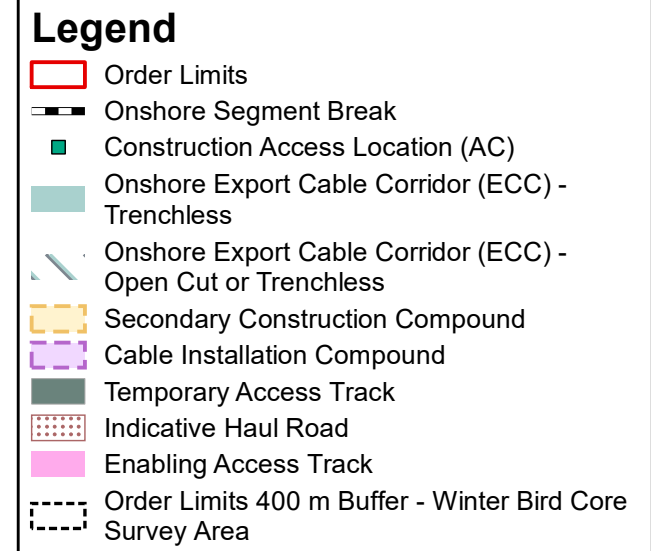 Legend
Order Limits
Onshore Segment Break
Construction Access Location (AC)
Onshore Export Cable Corridor (ECC) -
Trenchless
Onshore Export Cable Corridor (ECC) -
Open Cut or Trenchless
Secondary Construction Compound
Cable Installation Compound
Temporary Access Track
Indicative Haul Road
Enabling Access Track
Order Limits 400 m Buffer - Winter Bird Core
Survey Area